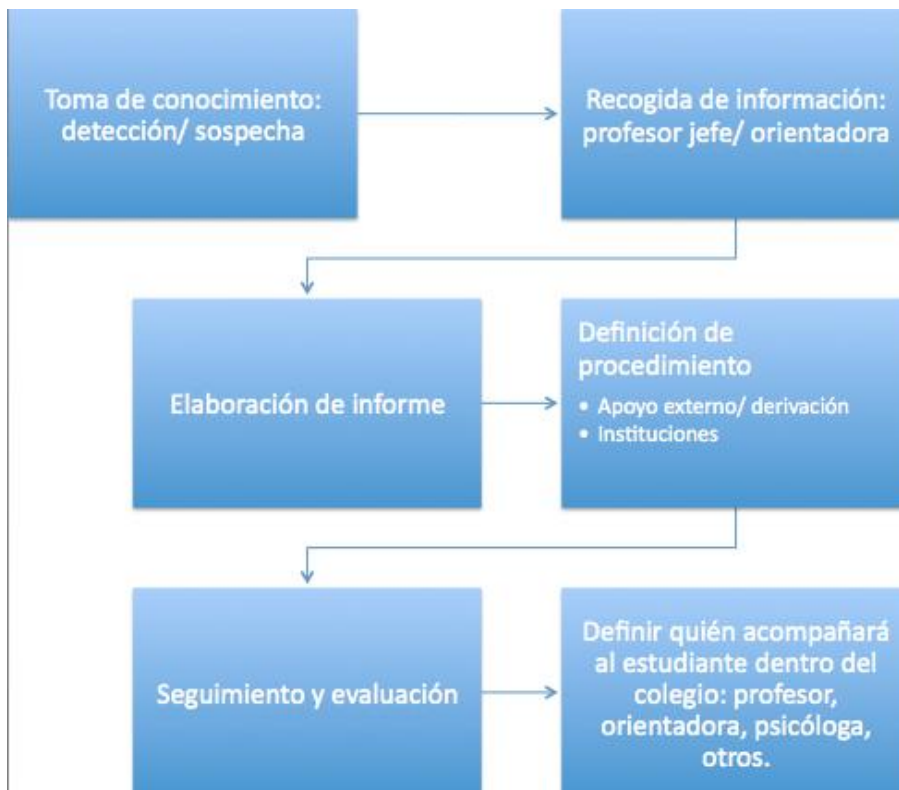 Toma de conocimiento:
detección/ sospecha
Recogida de información:
profesor jefe/ orientadora
Elaboración de informe
Definición de
procedimiento
• Apoyo externo/ derivación
• Instituciones
Seguimiento y evaluación
Definir quién acompañará
al estudiante dentro del
colegio: profesor,
orientadora, psicóloga,
otros.